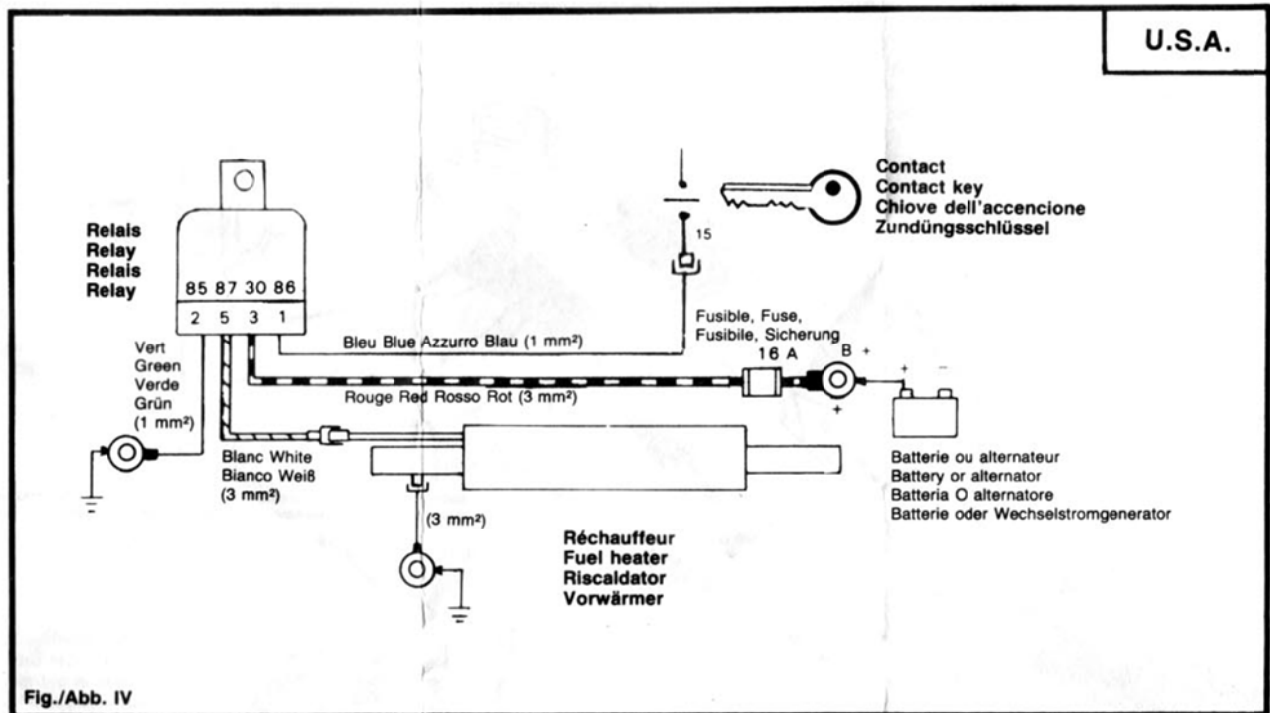 U.S.A.
Contact
Contact key
Chiove dell'accencione
Zundüngsschlüssel
15
Relais
Relay
Relais
Relay
85 87 30 86
2 5 3 1
Vert
Green
Verde
Grün
(1 mm²)
Bleu Blue Azzurro Blau (1 mm²)
Fusible, Fuse,
Fusibile, Sicherung
16 A
B +
+
+ -
Rouge Red Rosso Rot (3 mm²)
Blanc White
Bianco Weiß
(3 mm²)
(3 mm²)
Batterie ou alternateur
Battery or alternator
Batteria O alternatore
Batterie oder Wechselstromgenerator
Réchauffeur
Fuel heater
Riscaldator
Vorwärmer
Fig./Abb. IV